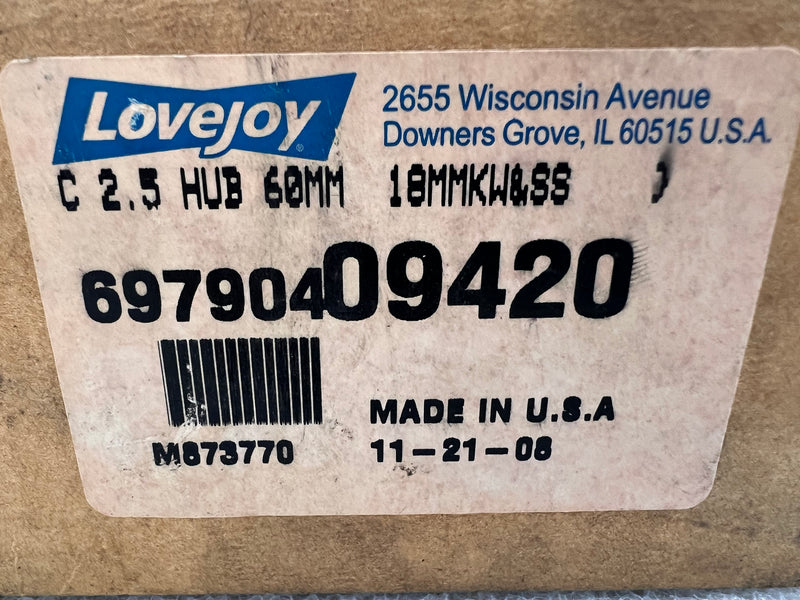 Lovejoy®
2655 Wisconsin Avenue
Downers Grove, IL 60515 U.S.A.
C 2.5 HUB 60MM 18MMKW&SS
69790409420
M873770
MADE IN U.S.A
11-21-08